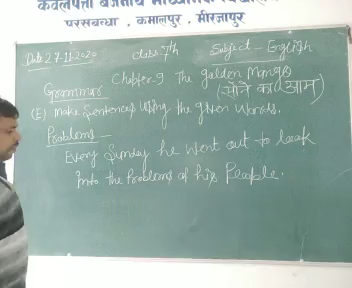 परसबन्धा , कमालपुर , मीरजापुर
Date 27.11.2020 class 7th Subject - English
Grammar Chapter-9. The golden Mango
(सोने का आम)
(E) Make Sentences Using the given Words.
Problems -
Every Sunday he went out to look
into the Problems of his People.